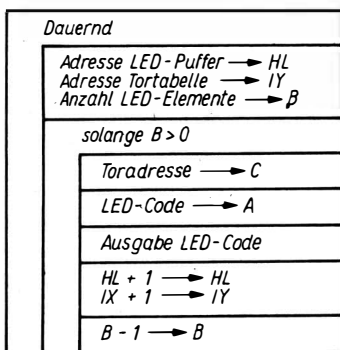 Dauernd
Adresse LED-Puffer → HL
Adresse Tortabelle → IY
Anzahl LED-Elemente → B
solange B > 0
Toradresse → C
LED-Code → A
Ausgabe LED-Code
HL + 1 → HL
IX + 1 → IY
B - 1 → B